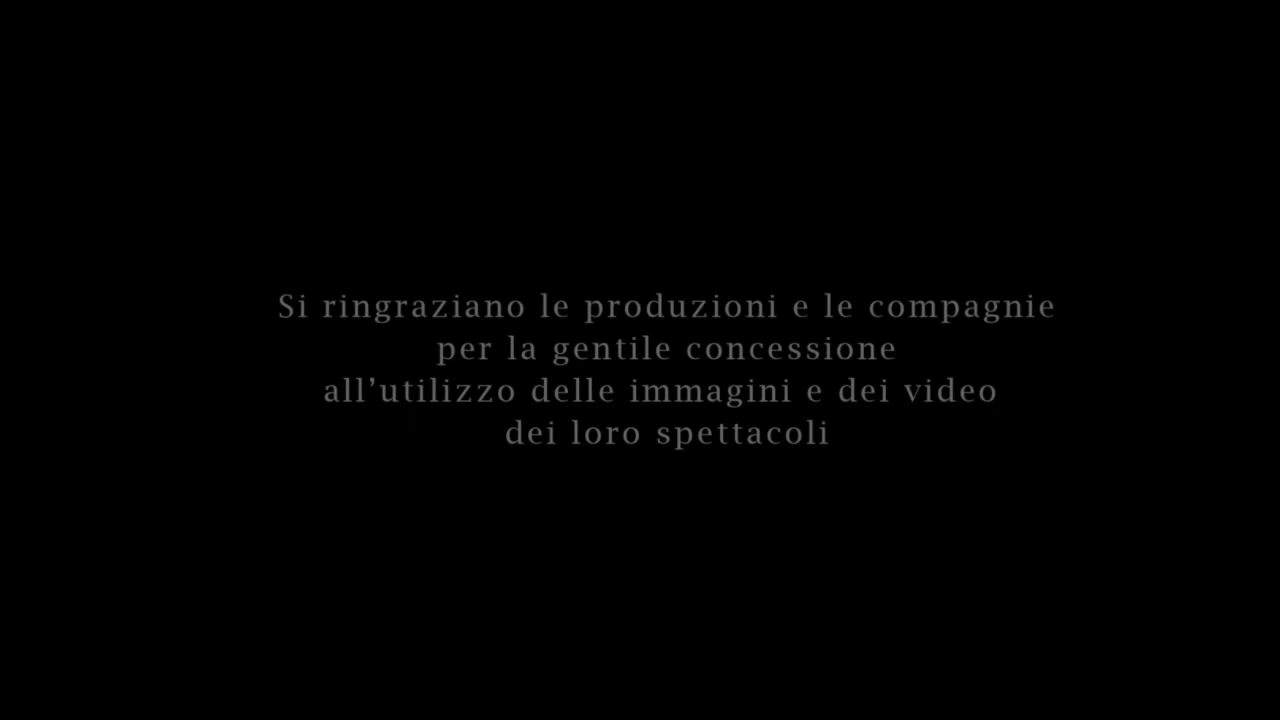 Si ringraziano le produzioni e le compagnie
per la gentile concessione
all’utilizzo delle immagini e dei video
dei loro spettacoli